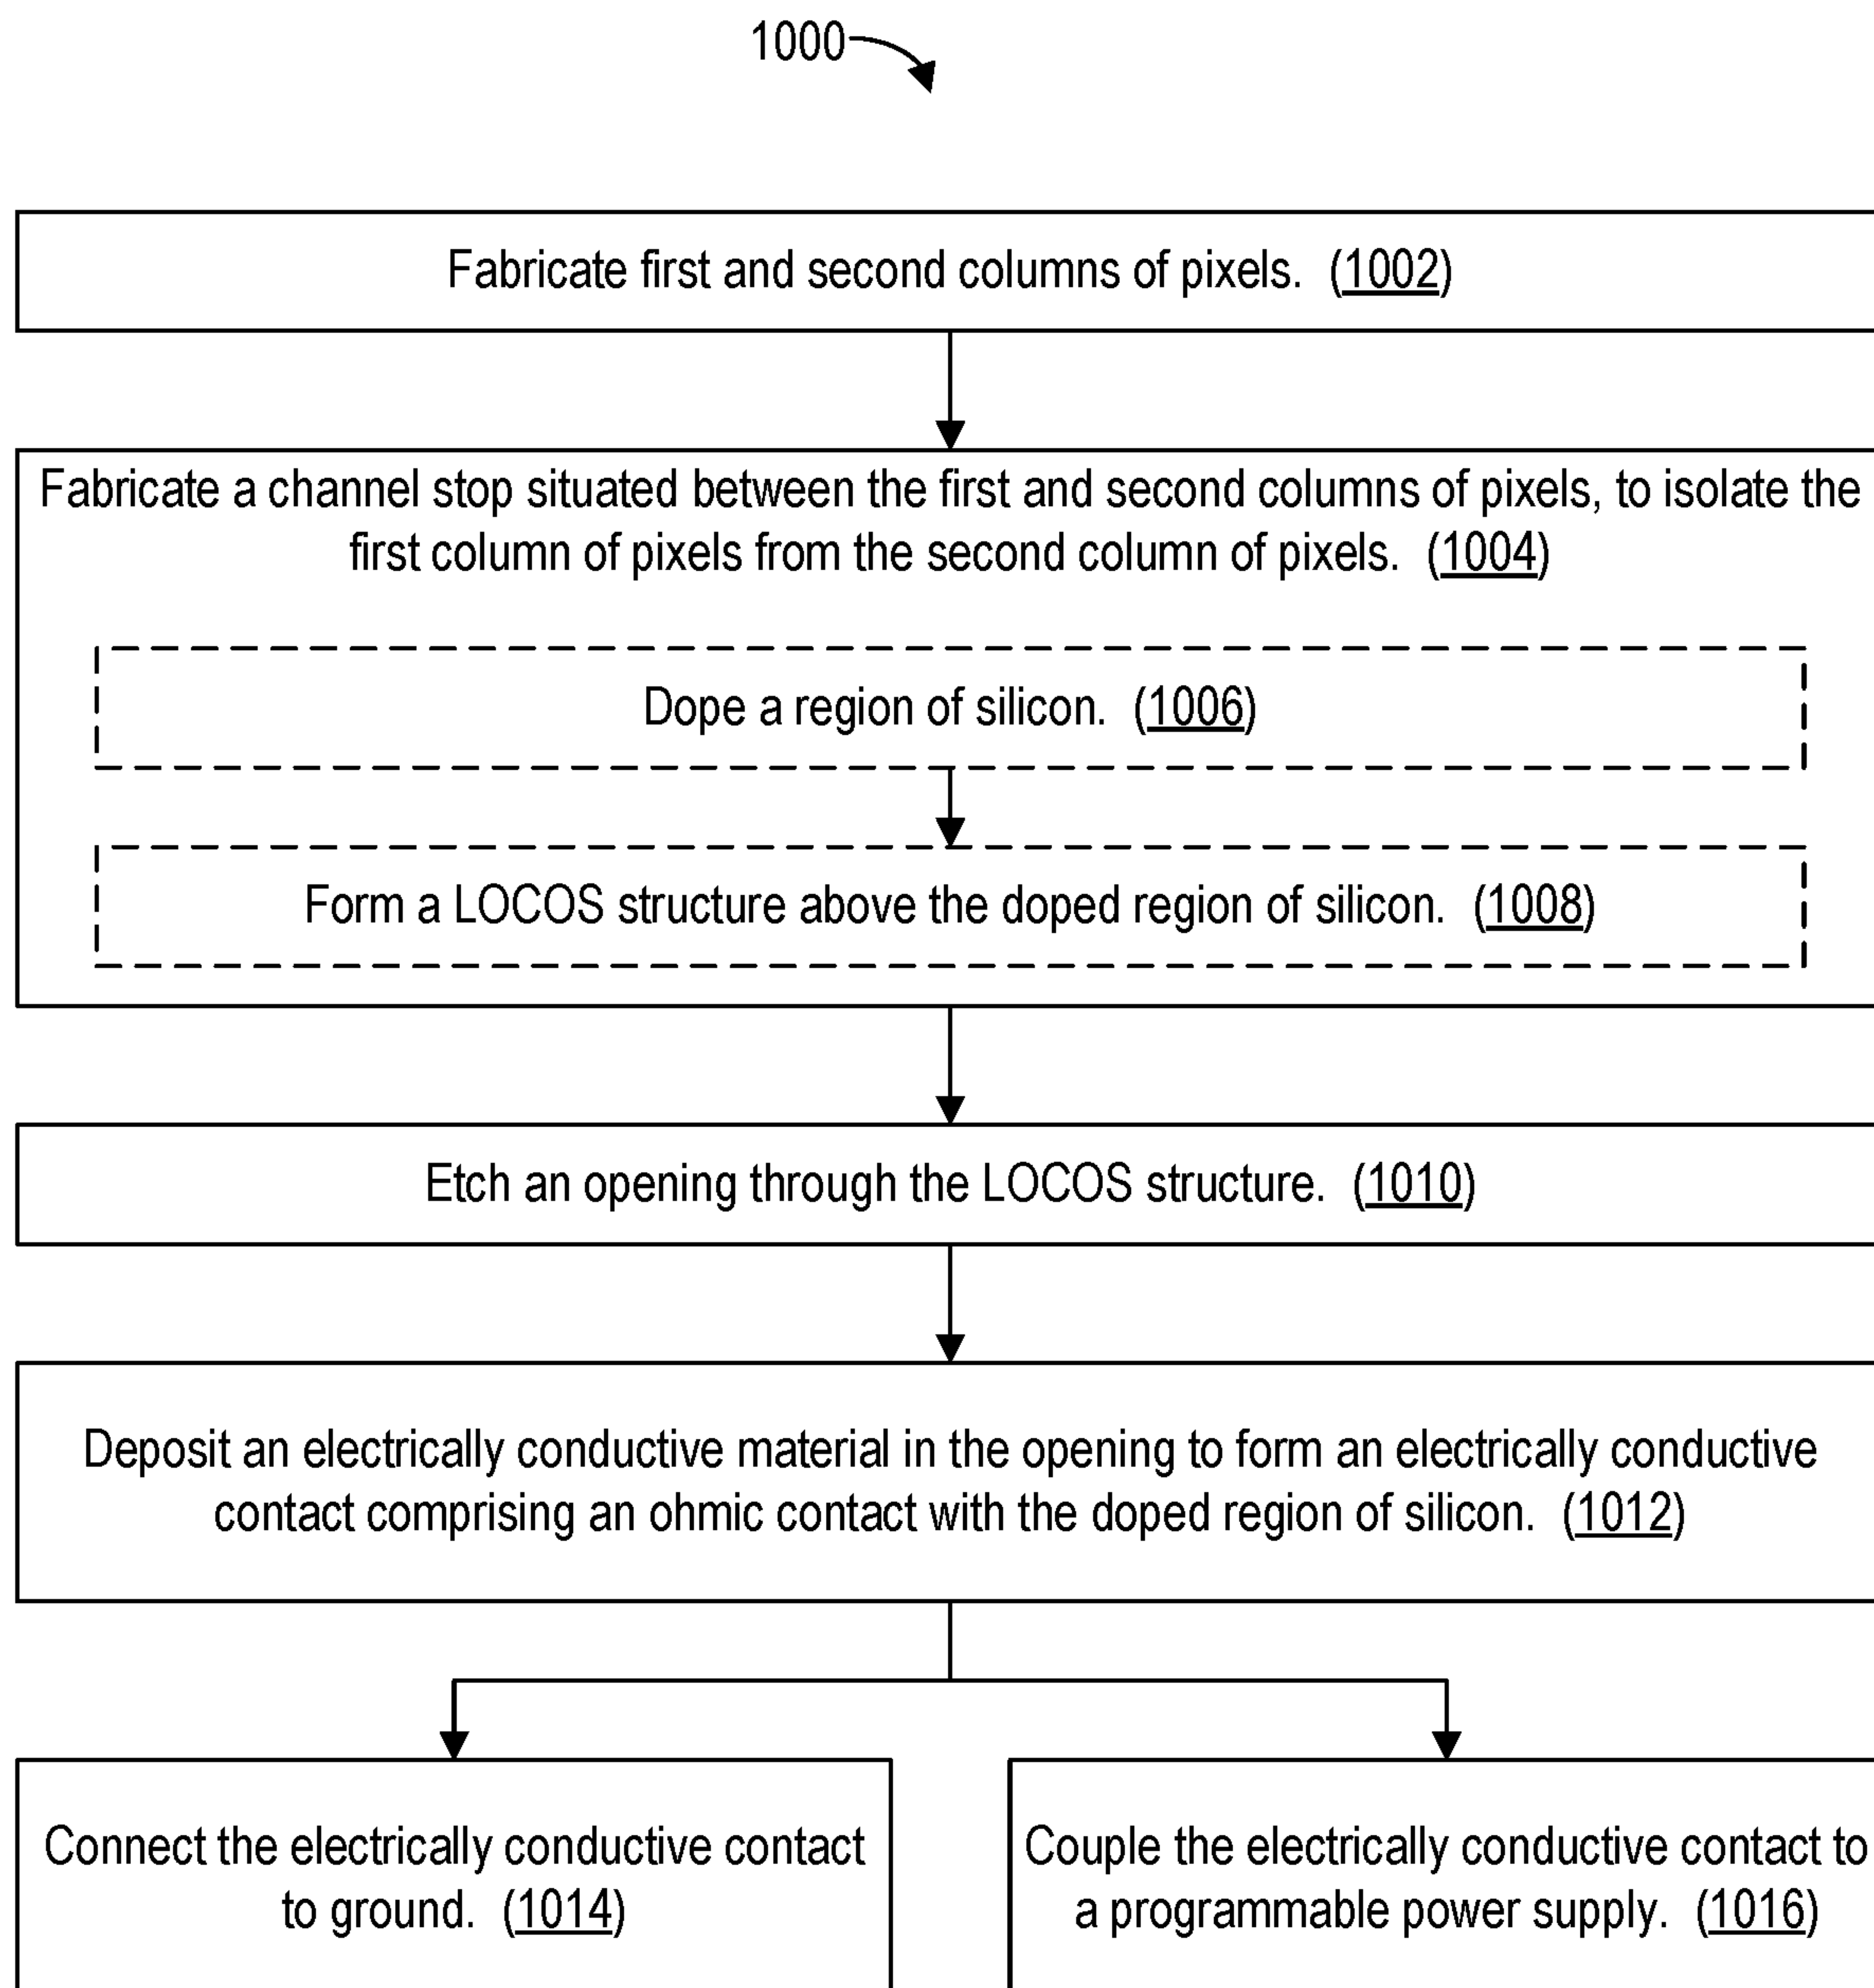 1000
Fabricate first and second columns of pixels. (1002)
Fabricate a channel stop situated between the first and second columns of pixels, to isolate the
first column of pixels from the second column of pixels. (1004)
Dope a region of silicon. (1006)
Form a LOCOS structure above the doped region of silicon. (1008)
Etch an opening through the LOCOS structure. (1010)
Deposit an electrically conductive material in the opening to form an electrically conductive
contact comprising an ohmic contact with the doped region of silicon. (1012)
Connect the electrically conductive contact
to ground. (1014)
Couple the electrically conductive contact to
a programmable power supply. (1016)